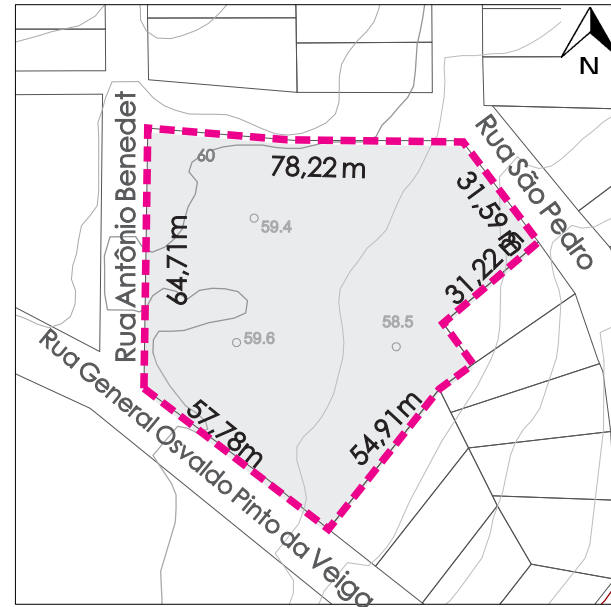 N
Rua São Pedro
Rua Antônio Benedet
60
78,22 m
59.4
31,59 m
64,71m
31,22
59.6
58.5
Rua General Osvaldo Pinto da Veiga
57,78m
54,91m